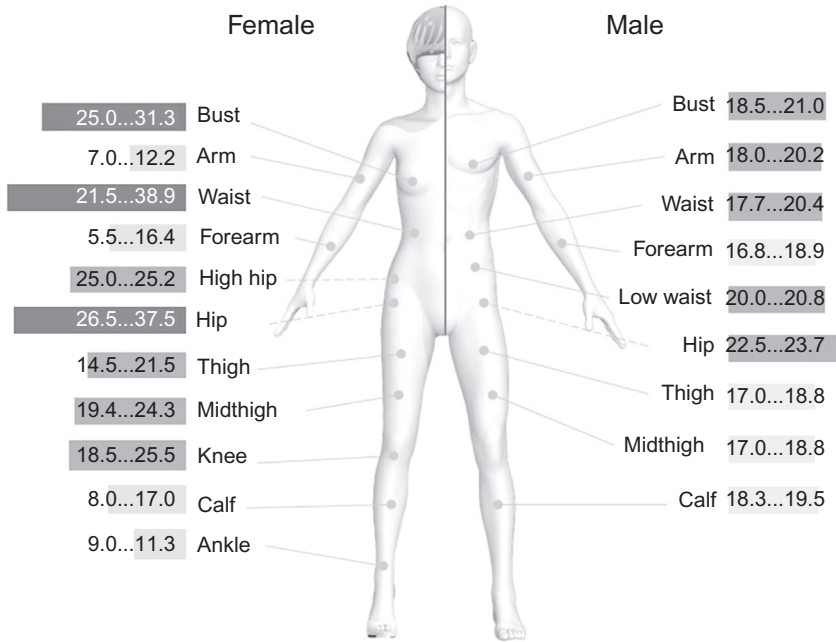 Female
Male
25.0...31.3 Bust
7.0...12.2 Arm
21.5...38.9 Waist
5.5...16.4 Forearm
25.0...25.2 High hip
26.5...37.5 Hip
14.5...21.5 Thigh
19.4...24.3 Midthigh
18.5...25.5 Knee
8.0...17.0 Calf
9.0...11.3 Ankle
Bust 18.5...21.0
Arm 18.0...20.2
Waist 17.7...20.4
Forearm 16.8...18.9
Low waist 20.0...20.8
Hip 22.5...23.7
Thigh 17.0...18.8
Midthigh 17.0...18.8
Calf 18.3...19.5